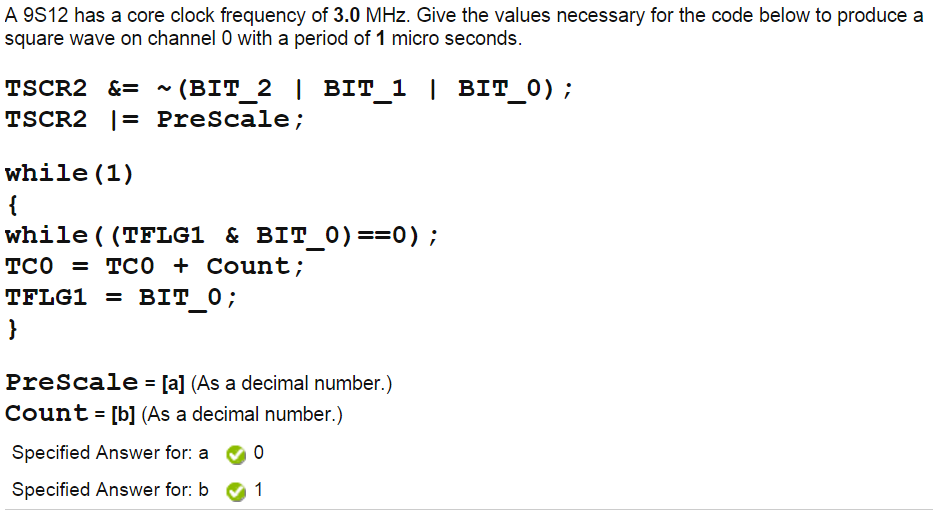 A 9S12 has a core clock frequency of 3.0 MHz. Give the values necessary for the code below to produce a
square wave on channel 0 with a period of 1 micro seconds.
TSCR2 &= ~(BIT_2 | BIT_1 | BIT_0);
TSCR2 |= PreScale;
while(1)
{
while((TFLG1 & BIT_0)==0);
TC0 = TC0 + Count;
TFLG1 = BIT_0;
}
PreScale = [a] (As a decimal number.)
Count = [b] (As a decimal number.)
Specified Answer for: a 0
Specified Answer for: b 1